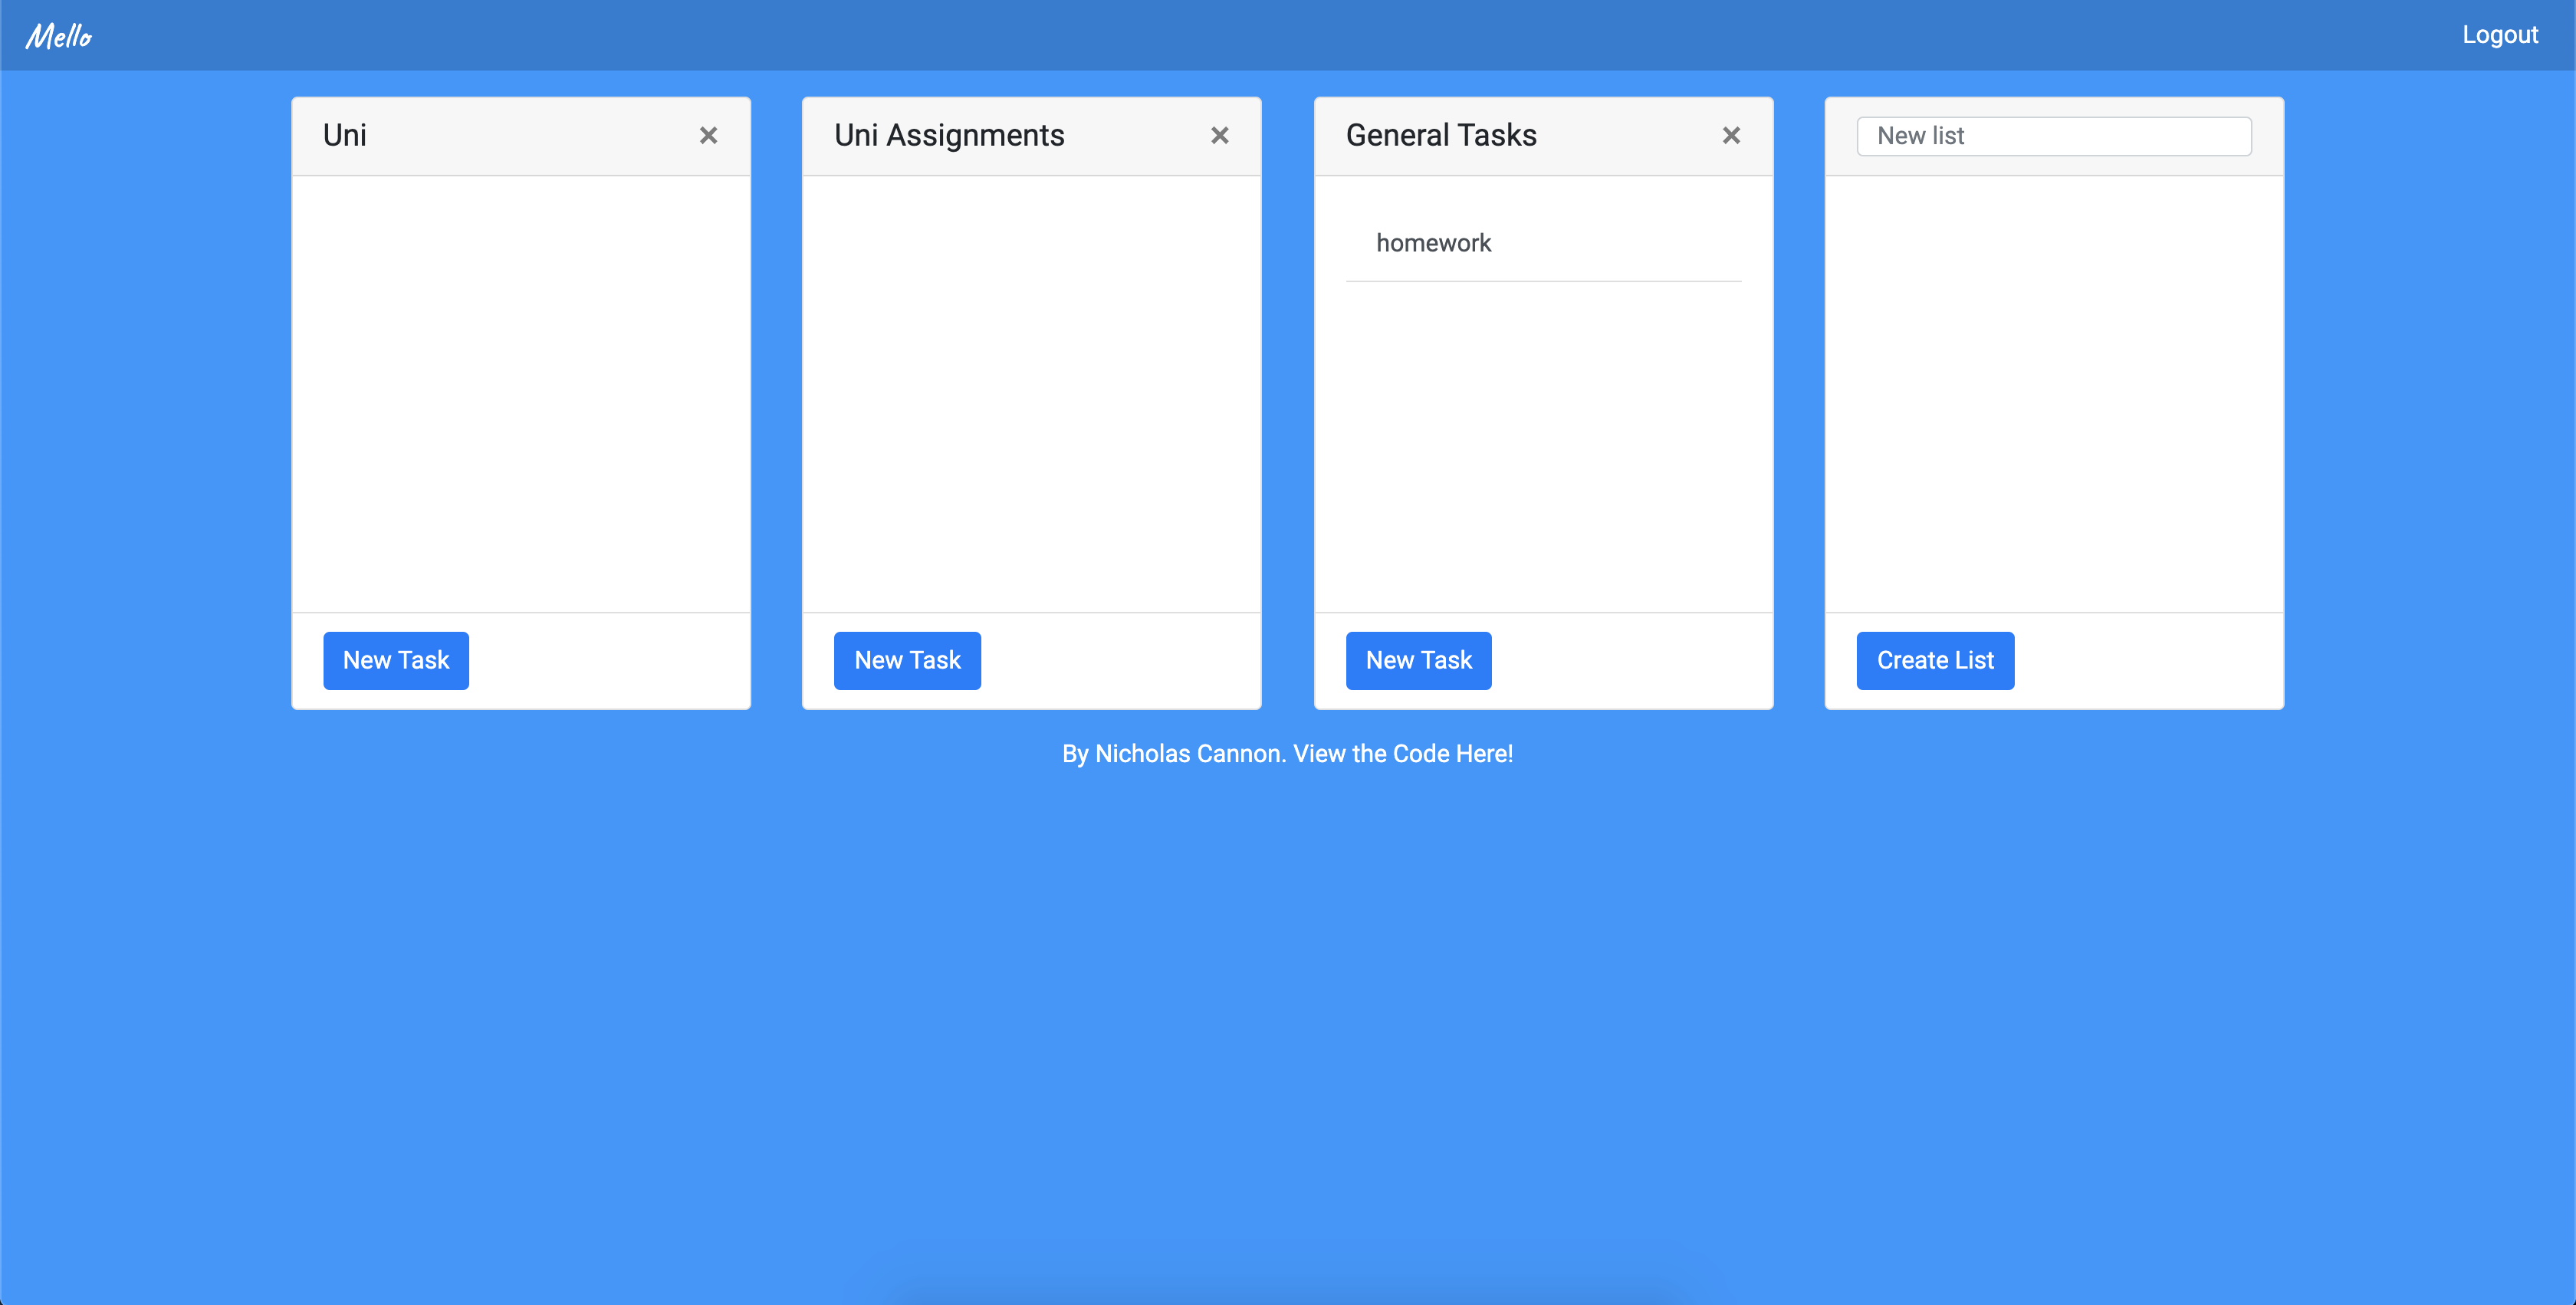 Mello
Logout
Uni ×
Uni Assignments ×
General Tasks ×
New list
homework
New Task
New Task
New Task
Create List
By Nicholas Cannon. View the Code Here!